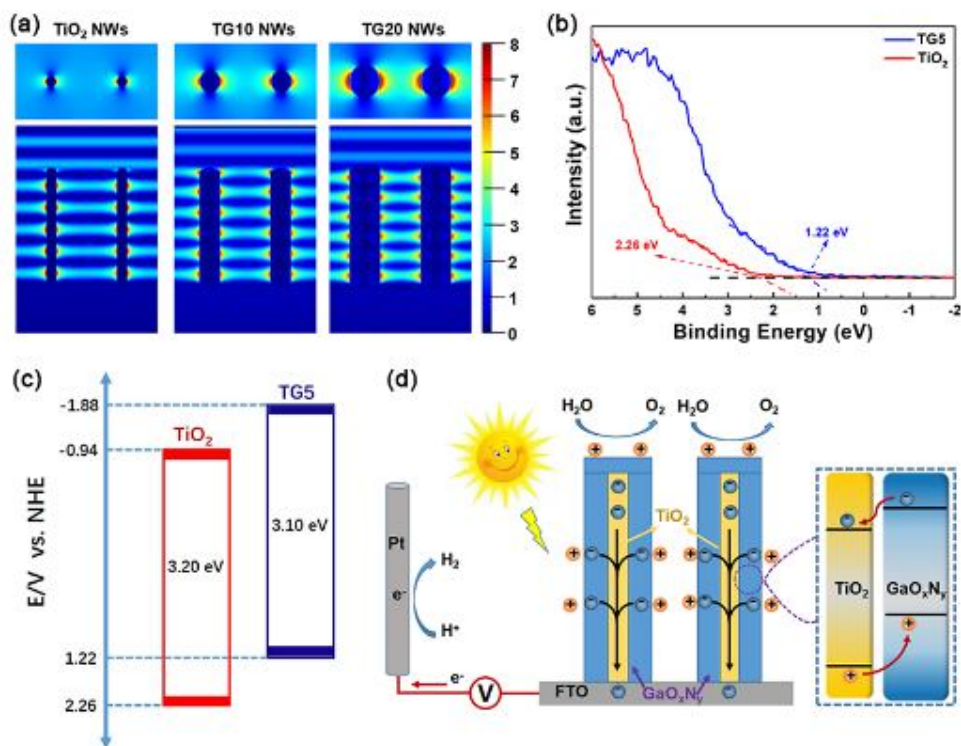 (a)
TiO₂ NWs
TG10 NWs
TG20 NWs
8
7
6
5
4
3
2
1
0
(b)
TG5
TiO₂
Intensity (a.u.)
2.26 eV
1.22 eV
6 5 4 3 2 1 0 -1 -2
Binding Energy (eV)
(c)
E/V vs. NHE
-1.88
-0.94
1.22
2.26
TiO₂
3.20 eV
TG5
3.10 eV
(d)
H₂O O₂ H₂O O₂
Pt
e⁻
H₂
H⁺
e⁻
V
FTO
TiO₂
GaOₓNᵧ
TiO₂
GaOₓNᵧ